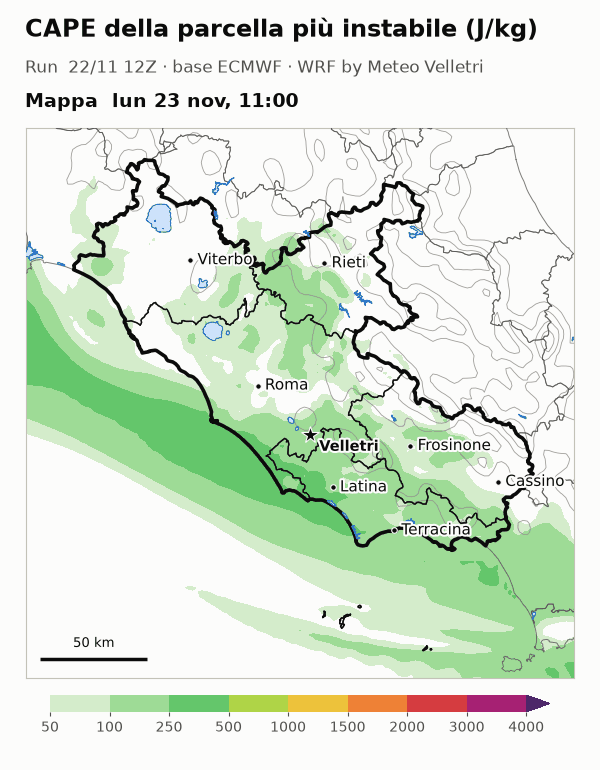 CAPE della parcella più instabile (J/kg)
Run 22/11 12Z · base ECMWF · WRF by Meteo Velletri
Mappa lun 23 nov, 11:00
Viterbo
Rieti
Roma
Velletri
Frosinone
Latina
Cassino
Terracina
50 km
50 100 250 500 1000 1500 2000 3000 4000